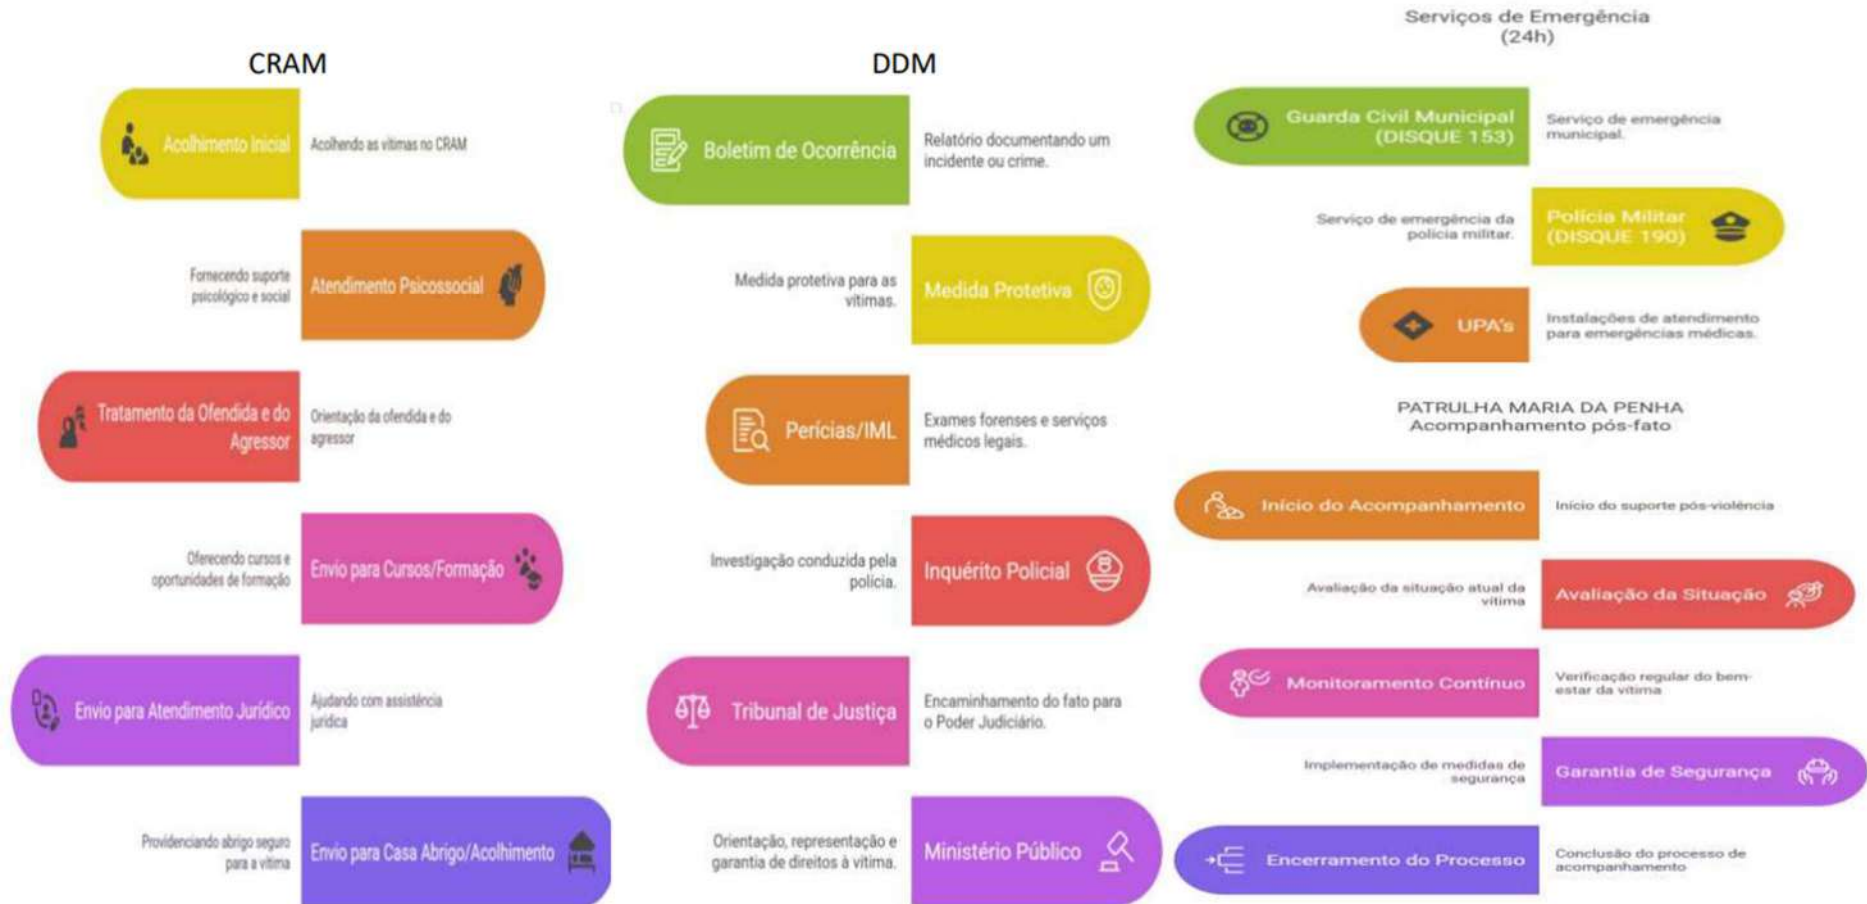 CRAM
Acolhimento Inicial
Acolhendo as vítimas no CRAM
Fornecendo suporte
psicológico e social
Atendimento Psicossocial
Tratamento da Ofendida e do
Agressor
Orientação da ofendida e do
agressor
Oferecendo cursos e
oportunidades de formação
Envio para Cursos/Formação
Envio para Atendimento Jurídico
Ajudando com assistência
jurídica
Providenciando abrigo seguro
para a vítima
Envio para Casa Abrigo/Acolhimento
DDM
Boletim de Ocorrência
Relatório documentando um
incidente ou crime.
Medida protetiva para as
vítimas.
Medida Protetiva
Perícias/IML
Exames forenses e serviços
médicos legais.
Investigação conduzida pela
polícia.
Inquérito Policial
Tribunal de Justiça
Encaminhamento do fato para
o Poder Judiciário.
Orientação, representação e
garantia de direitos à vítima.
Ministério Público
Serviços de Emergência
(24h)
Guarda Civil Municipal
(DISQUE 153)
Serviço de emergência
municipal.
Serviço de emergência da
polícia militar.
Polícia Militar
(DISQUE 190)
UPA's
Instalações de atendimento
para emergências médicas.
PATRULHA MARIA DA PENHA
Acompanhamento pós-fato
Início do Acompanhamento
Início do suporte pós-violência
Avaliação da situação atual da
vítima
Avaliação da Situação
Monitoramento Contínuo
Verificação regular do bem-
estar da vítima
Implementação de medidas de
segurança
Garantia de Segurança
Encerramento do Processo
Conclusão do processo de
acompanhamento